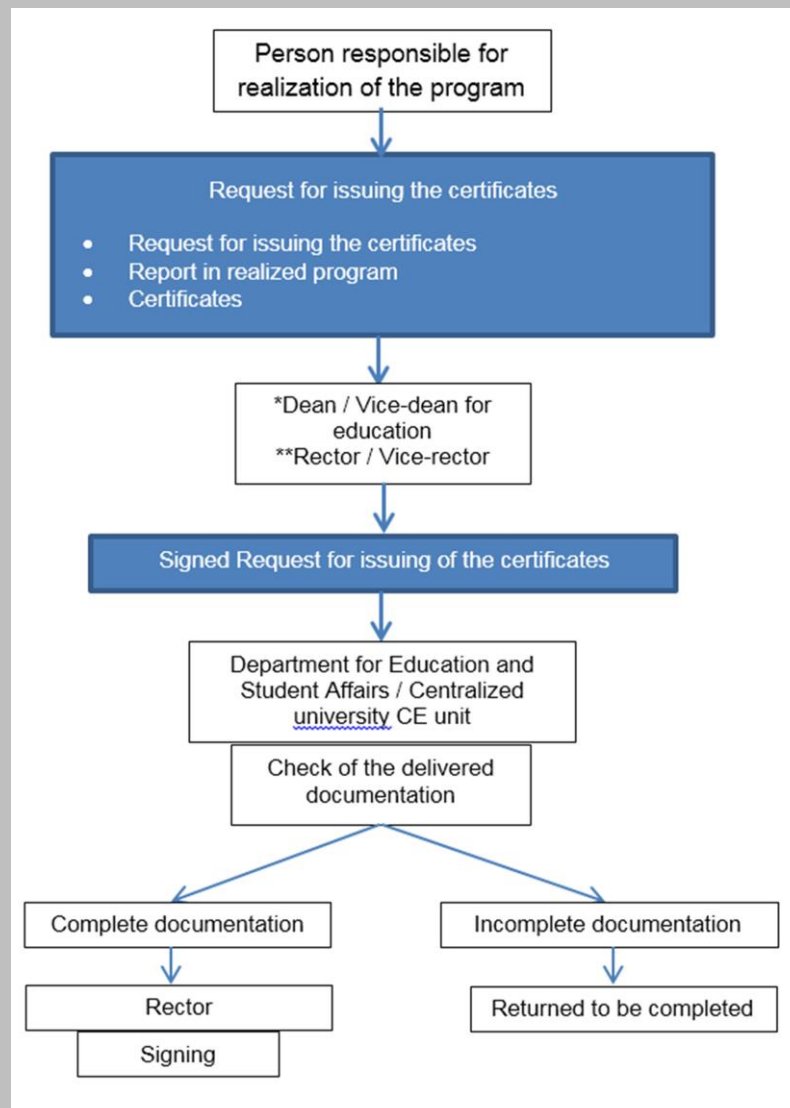 Person responsible for
realization of the program
Request for issuing the certificates
• Request for issuing the certificates
• Report in realized program
• Certificates
*Dean / Vice-dean for
education
**Rector / Vice-rector
Signed Request for issuing of the certificates
Department for Education and
Student Affairs / Centralized
university CE unit
Check of the delivered
documentation
Complete documentation
Incomplete documentation
Rector
Signing
Returned to be completed